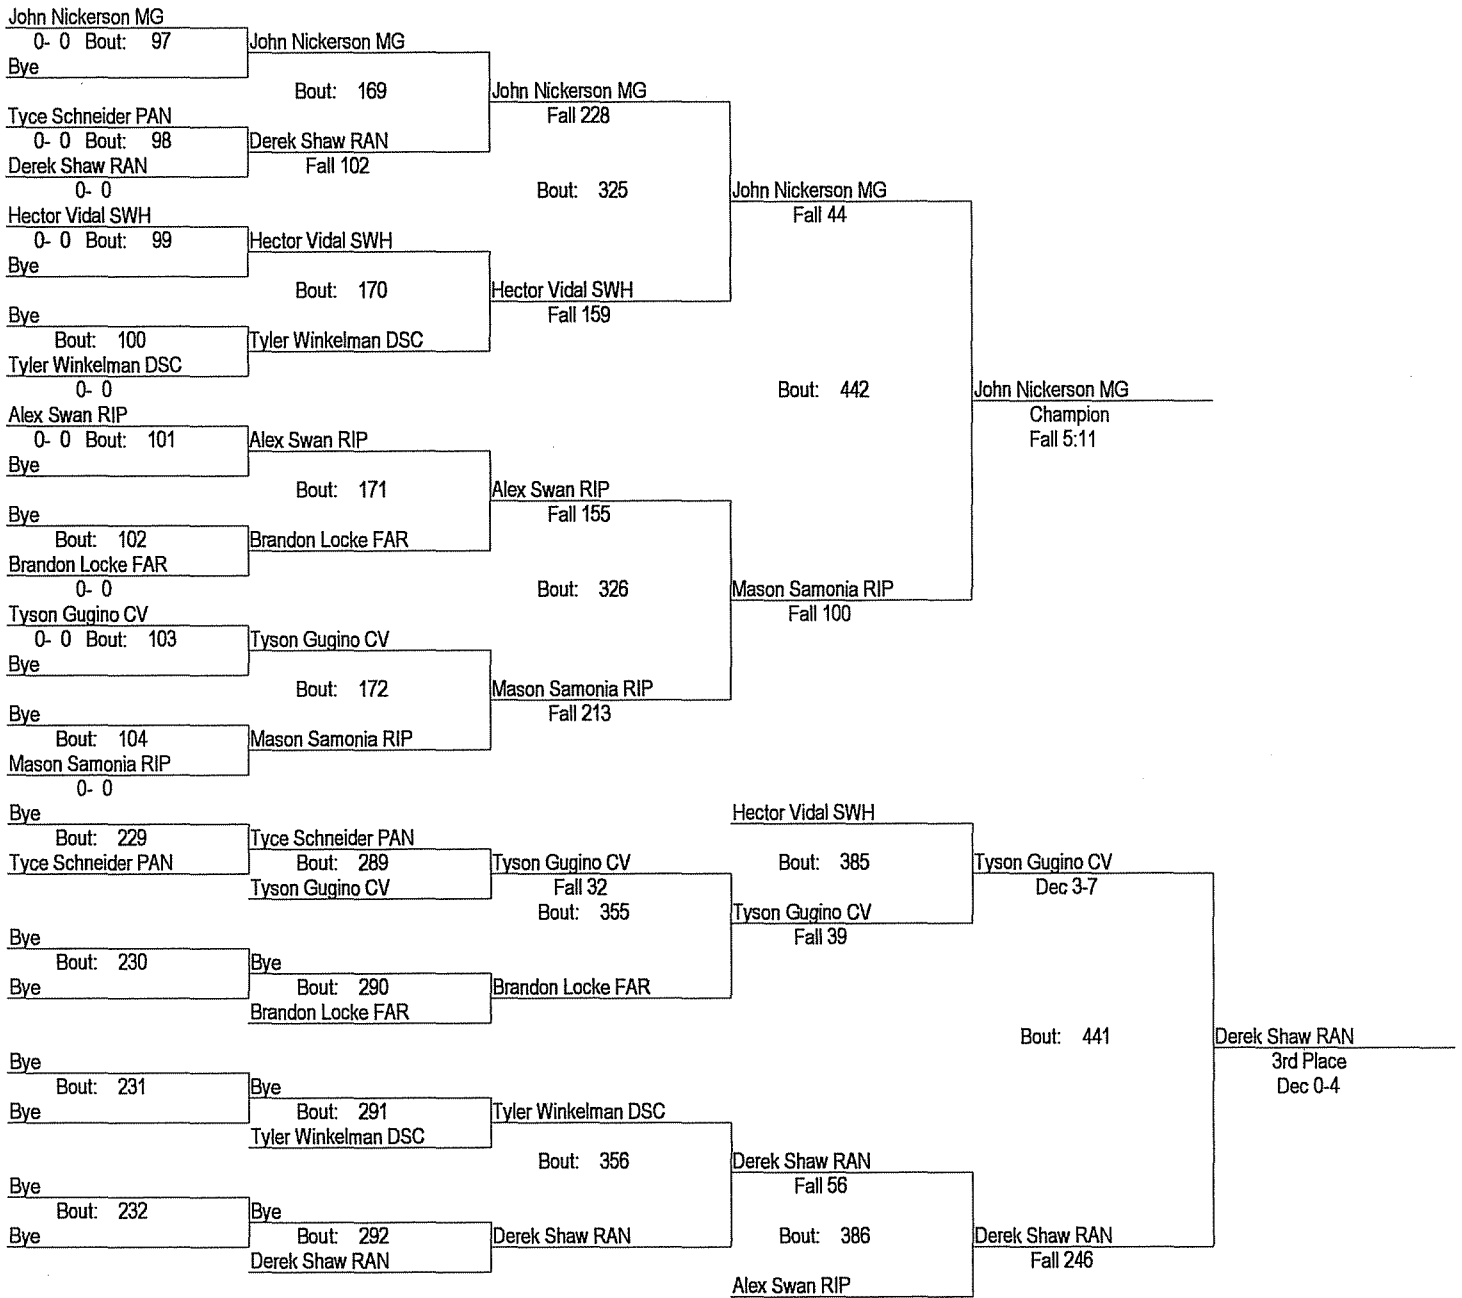 John Nickerson MG
0- 0 Bout: 97
Bye
John Nickerson MG
Bout: 169
Tyce Schneider PAN
0- 0 Bout: 98
Derek Shaw RAN
0- 0
Derek Shaw RAN
Fall 102
John Nickerson MG
Fall 228
Bout: 325
Hector Vidal SWH
0- 0 Bout: 99
Bye
Hector Vidal SWH
Bout: 170
Bye
Bout: 100
Tyler Winkelman DSC
0- 0
Tyler Winkelman DSC
Hector Vidal SWH
Fall 159
John Nickerson MG
Fall 44
Bout: 442
Alex Swan RIP
0- 0 Bout: 101
Bye
Alex Swan RIP
Bout: 171
Bye
Bout: 102
Brandon Locke FAR
0- 0
Brandon Locke FAR
Alex Swan RIP
Fall 155
Bout: 326
Tyson Gugino CV
0- 0 Bout: 103
Bye
Tyson Gugino CV
Bout: 172
Bye
Bout: 104
Mason Samonia RIP
0- 0
Mason Samonia RIP
Mason Samonia RIP
Fall 213
Mason Samonia RIP
Fall 100
John Nickerson MG
Champion
Fall 5:11
Bye
Bout: 229
Tyce Schneider PAN
Tyce Schneider PAN
Bout: 289
Tyson Gugino CV
Tyson Gugino CV
Fall 32
Bout: 355
Bye
Bout: 230
Bye
Bye
Bout: 290
Brandon Locke FAR
Brandon Locke FAR
Hector Vidal SWH
Bout: 385
Tyson Gugino CV
Fall 39
Tyson Gugino CV
Dec 3-7
Bout: 441
Bye
Bout: 231
Bye
Bye
Bout: 291
Tyler Winkelman DSC
Tyler Winkelman DSC
Bout: 356
Bye
Bout: 232
Bye
Bye
Bout: 292
Derek Shaw RAN
Derek Shaw RAN
Derek Shaw RAN
Fall 56
Bout: 386
Alex Swan RIP
Derek Shaw RAN
Fall 246
Derek Shaw RAN
3rd Place
Dec 0-4